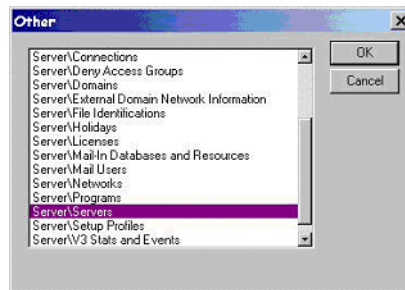 Other
Server\Connections
Server\Deny Access Groups
Server\Domains
Server\External Domain Network Information
Server\File Identifications
Server\Holidays
Server\Licenses
Server\Mail-In Databases and Resources
Server\Mail Users
Server\Networks
Server\Programs
Server\Servers
Server\Setup Profiles
Server\V3 Stats and Events
OK
Cancel